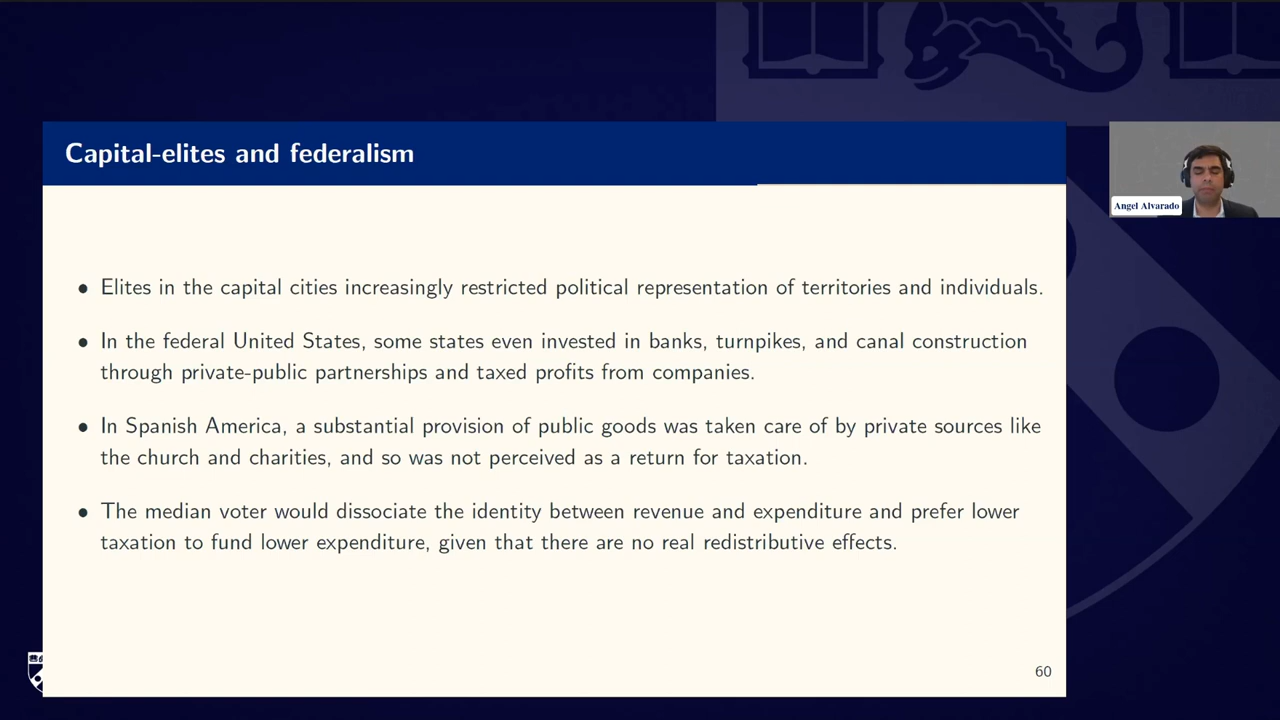 Capital-elites and federalism
Angel Alvarado
• Elites in the capital cities increasingly restricted political representation of territories and individuals.
• In the federal United States, some states even invested in banks, turnpikes, and canal construction
through private-public partnerships and taxed profits from companies.
• In Spanish America, a substantial provision of public goods was taken care of by private sources like
the church and charities, and so was not perceived as a return for taxation.
• The median voter would dissociate the identity between revenue and expenditure and prefer lower
taxation to fund lower expenditure, given that there are no real redistributive effects.
60